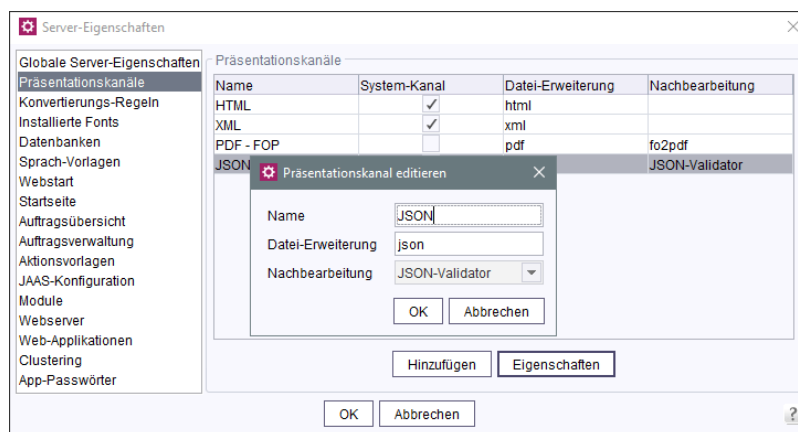 Server-Eigenschaften
Globale Server-Eigenschaften
Präsentationskanäle
Konvertierungs-Regeln
Installierte Fonts
Datenbanken
Sprach-Vorlagen
Webstart
Startseite
Auftragsübersicht
Auftragsverwaltung
Aktionsvorlagen
JAAS-Konfiguration
Module
Webserver
Web-Applikationen
Clustering
App-Passwörter
Präsentationskanäle
Name System-Kanal Datei-Erweiterung Nachbearbeitung
HTML html
XML xml
PDF - FOP pdf fo2pdf
JSON JSON-Validator
Präsentationskanal editieren
Name JSON
Datei-Erweiterung json
Nachbearbeitung JSON-Validator
OK Abbrechen
Hinzufügen Eigenschaften
OK Abbrechen
?